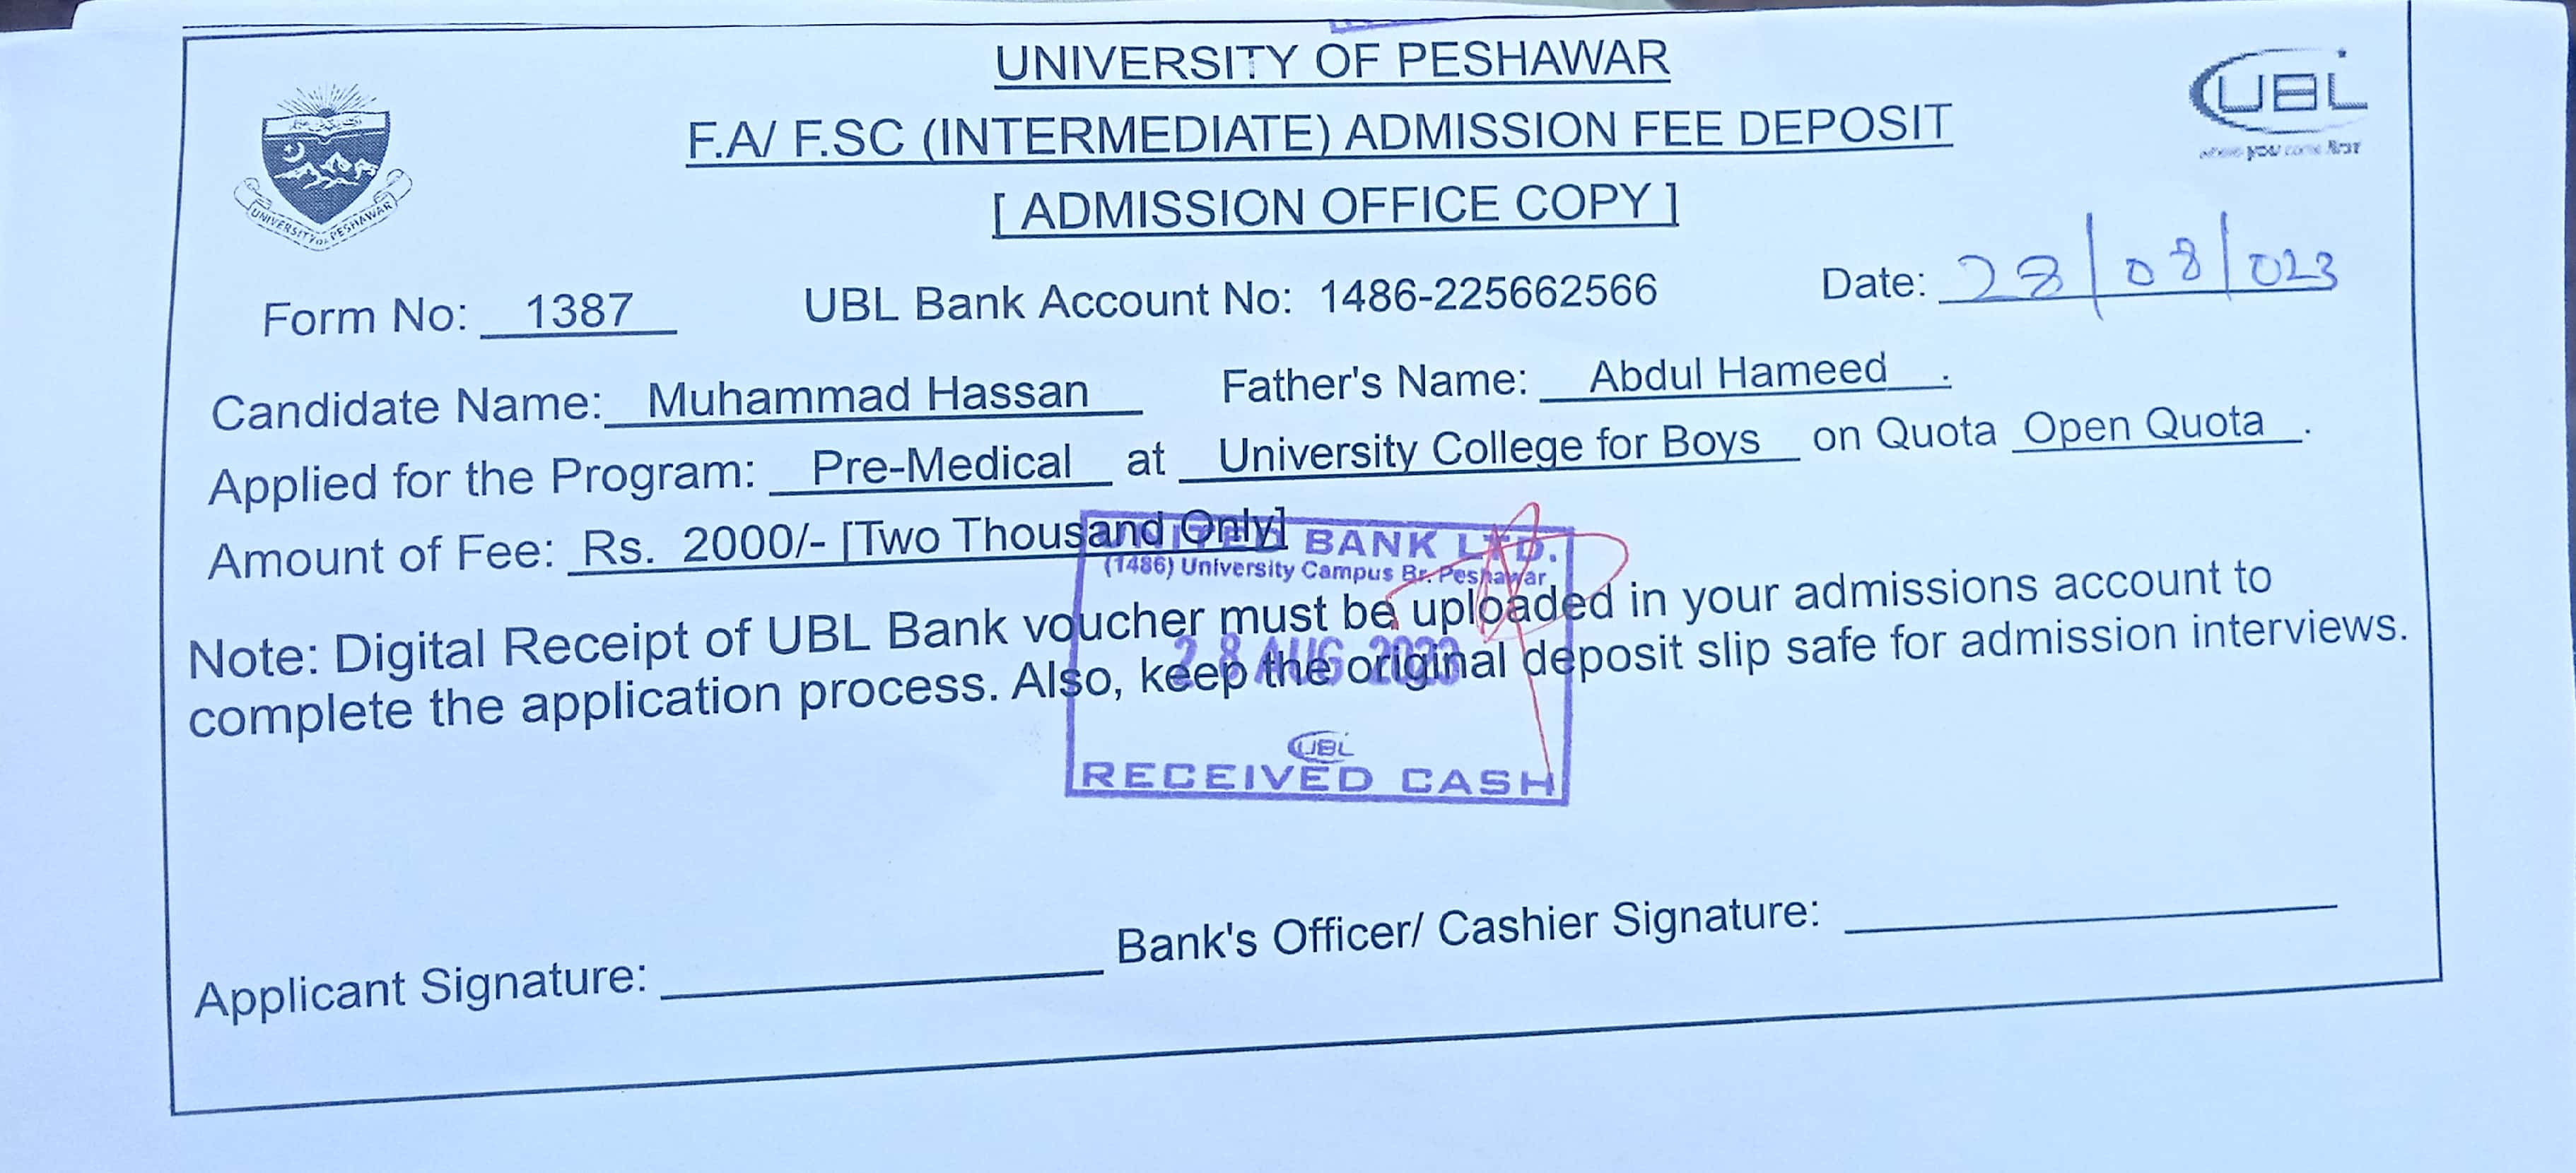 UNIVERSITY OF PESHAWAR
F.A/ F.SC (INTERMEDIATE) ADMISSION FEE DEPOSIT
[ ADMISSION OFFICE COPY ]
UNIVERSITY OF PESHAWAR
UBL
where you come first
Form No: 1387 UBL Bank Account No: 1486-225662566 Date: 28/08/023
Candidate Name: Muhammad Hassan Father's Name: Abdul Hameed .
Applied for the Program: Pre-Medical at University College for Boys on Quota Open Quota .
Amount of Fee: Rs. 2000/- [Two Thousand Only]
UNITED BANK LTD.
(1486) University Campus Br. Peshawar
Note: Digital Receipt of UBL Bank voucher must be uploaded in your admissions account to
complete the application process. Also, keep the original deposit slip safe for admission interviews.
28 AUG 2023
UBL
RECEIVED CASH
Applicant Signature: Bank's Officer/ Cashier Signature: